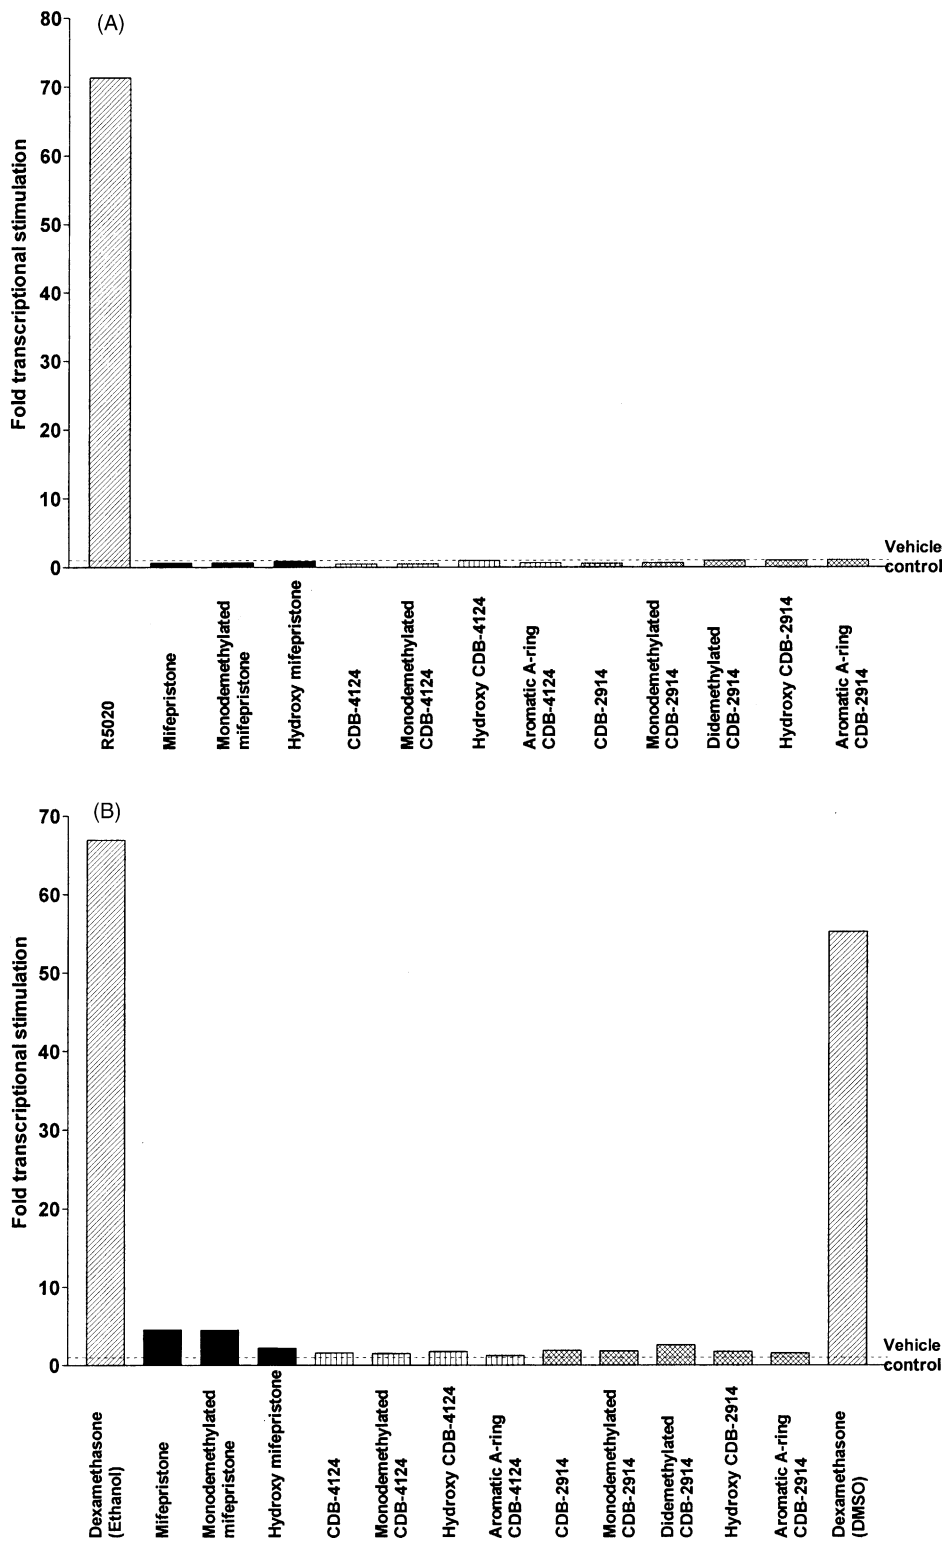 (A)
80
70
60
50
40
30
20
10
0
Fold transcriptional stimulation
Vehicle
control
R5020
Mifepristone
Monodemethylated
mifepristone
Hydroxy mifepristone
CDB-4124
Monodemethylated
CDB-4124
Hydroxy CDB-4124
Aromatic A-ring
CDB-4124
CDB-2914
Monodemethylated
CDB-2914
Didemethylated
CDB-2914
Hydroxy CDB-2914
Aromatic A-ring
CDB-2914
(B)
70
60
50
40
30
20
10
0
Fold transcriptional stimulation
Vehicle
control
Dexamethasone
(Ethanol)
Mifepristone
Monodemethylated
mifepristone
Hydroxy mifepristone
CDB-4124
Monodemethylated
CDB-4124
Hydroxy CDB-4124
Aromatic A-ring
CDB-4124
CDB-2914
Monodemethylated
CDB-2914
Didemethylated
CDB-2914
Hydroxy CDB-2914
Aromatic A-ring
CDB-2914
Dexamethasone
(DMSO)